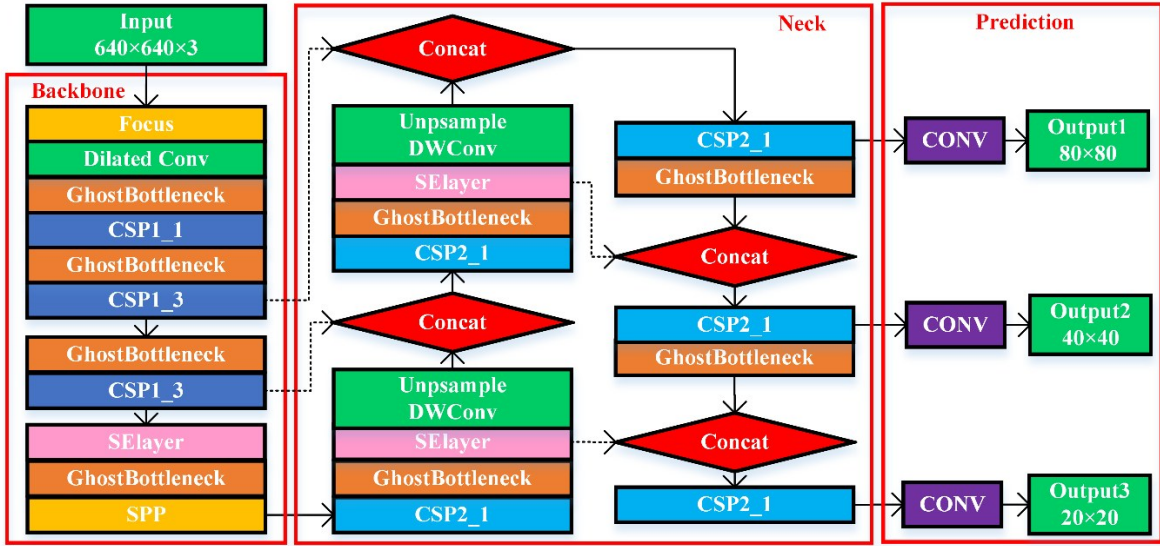 Input
640×640×3
Backbone
Focus
Dilated Conv
GhostBottleneck
CSP1_1
GhostBottleneck
CSP1_3
GhostBottleneck
CSP1_3
SElayer
GhostBottleneck
SPP
Neck
Concat
Unpsample
DWConv
SElayer
GhostBottleneck
CSP2_1
Concat
Unpsample
DWConv
SElayer
GhostBottleneck
CSP2_1
CSP2_1
GhostBottleneck
Concat
CSP2_1
GhostBottleneck
Concat
CSP2_1
Prediction
CONV
Output1
80×80
CONV
Output2
40×40
CONV
Output3
20×20